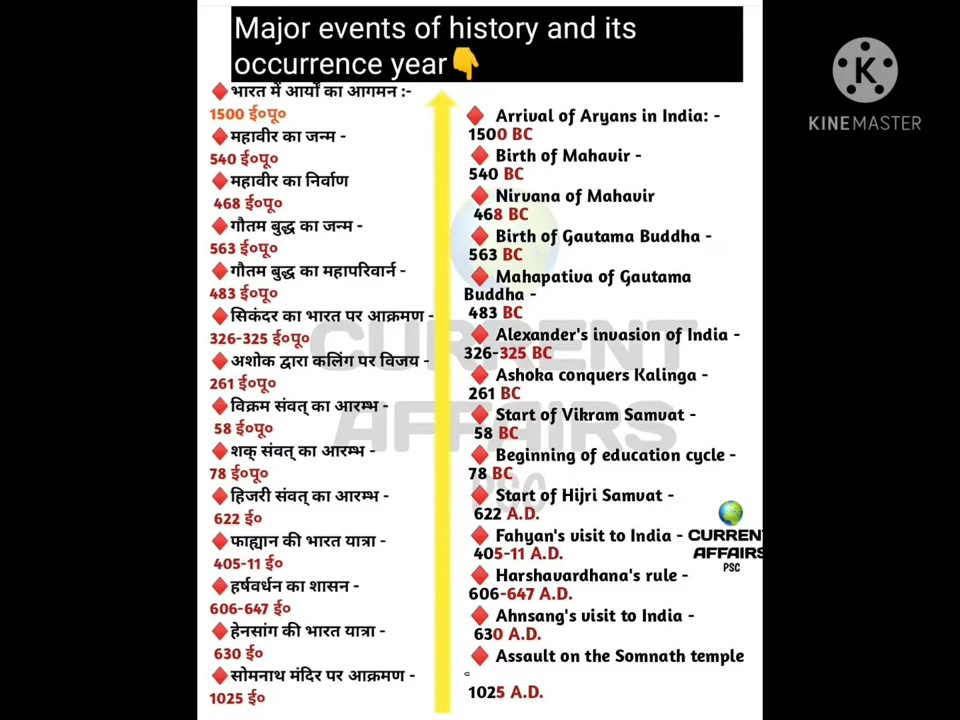 Major events of history and its
occurrence year👇
K
KINEMASTER
♦भारत में आर्यों का आगमन :-
1500 ई०पू०
♦महावीर का जन्म -
540 ई०पू०
♦महावीर का निर्वाण
468 ई०पू०
♦गौतम बुद्ध का जन्म -
563 ई०पू०
♦गौतम बुद्ध का महापरिवार्न -
483 ई०पू०
♦सिकंदर का भारत पर आक्रमण -
326-325 ई०पू०
♦अशोक द्वारा कलिंग पर विजय -
261 ई०पू०
♦विक्रम संवत् का आरम्भ -
58 ई०पू०
♦शक् संवत् का आरम्भ -
78 ई०पू०
♦हिजरी संवत् का आरम्भ -
622 ई०
♦फाह्यान की भारत यात्रा -
405-11 ई०
♦हर्षवर्धन का शासन -
606-647 ई०
♦हेनसांग की भारत यात्रा -
630 ई०
♦सोमनाथ मंदिर पर आक्रमण -
1025 ई०
♦ Arrival of Aryans in India: -
1500 BC
♦ Birth of Mahavir -
540 BC
♦ Nirvana of Mahavir
468 BC
♦ Birth of Gautama Buddha -
563 BC
♦ Mahapativa of Gautama
Buddha -
483 BC
♦ Alexander's invasion of India -
326-325 BC
♦ Ashoka conquers Kalinga -
261 BC
♦ Start of Vikram Samvat -
58 BC
♦ Beginning of education cycle -
78 BC
♦ Start of Hijri Samvat -
622 A.D.
♦ Fahyan's visit to India -
405-11 A.D.
♦ Harshavardhana's rule -
606-647 A.D.
♦ Ahnsang's visit to India -
630 A.D.
♦ Assault on the Somnath temple
1025 A.D.
CURRENT
AFFAIRS
PSC
CURRENT
AFFAIRS
PSC